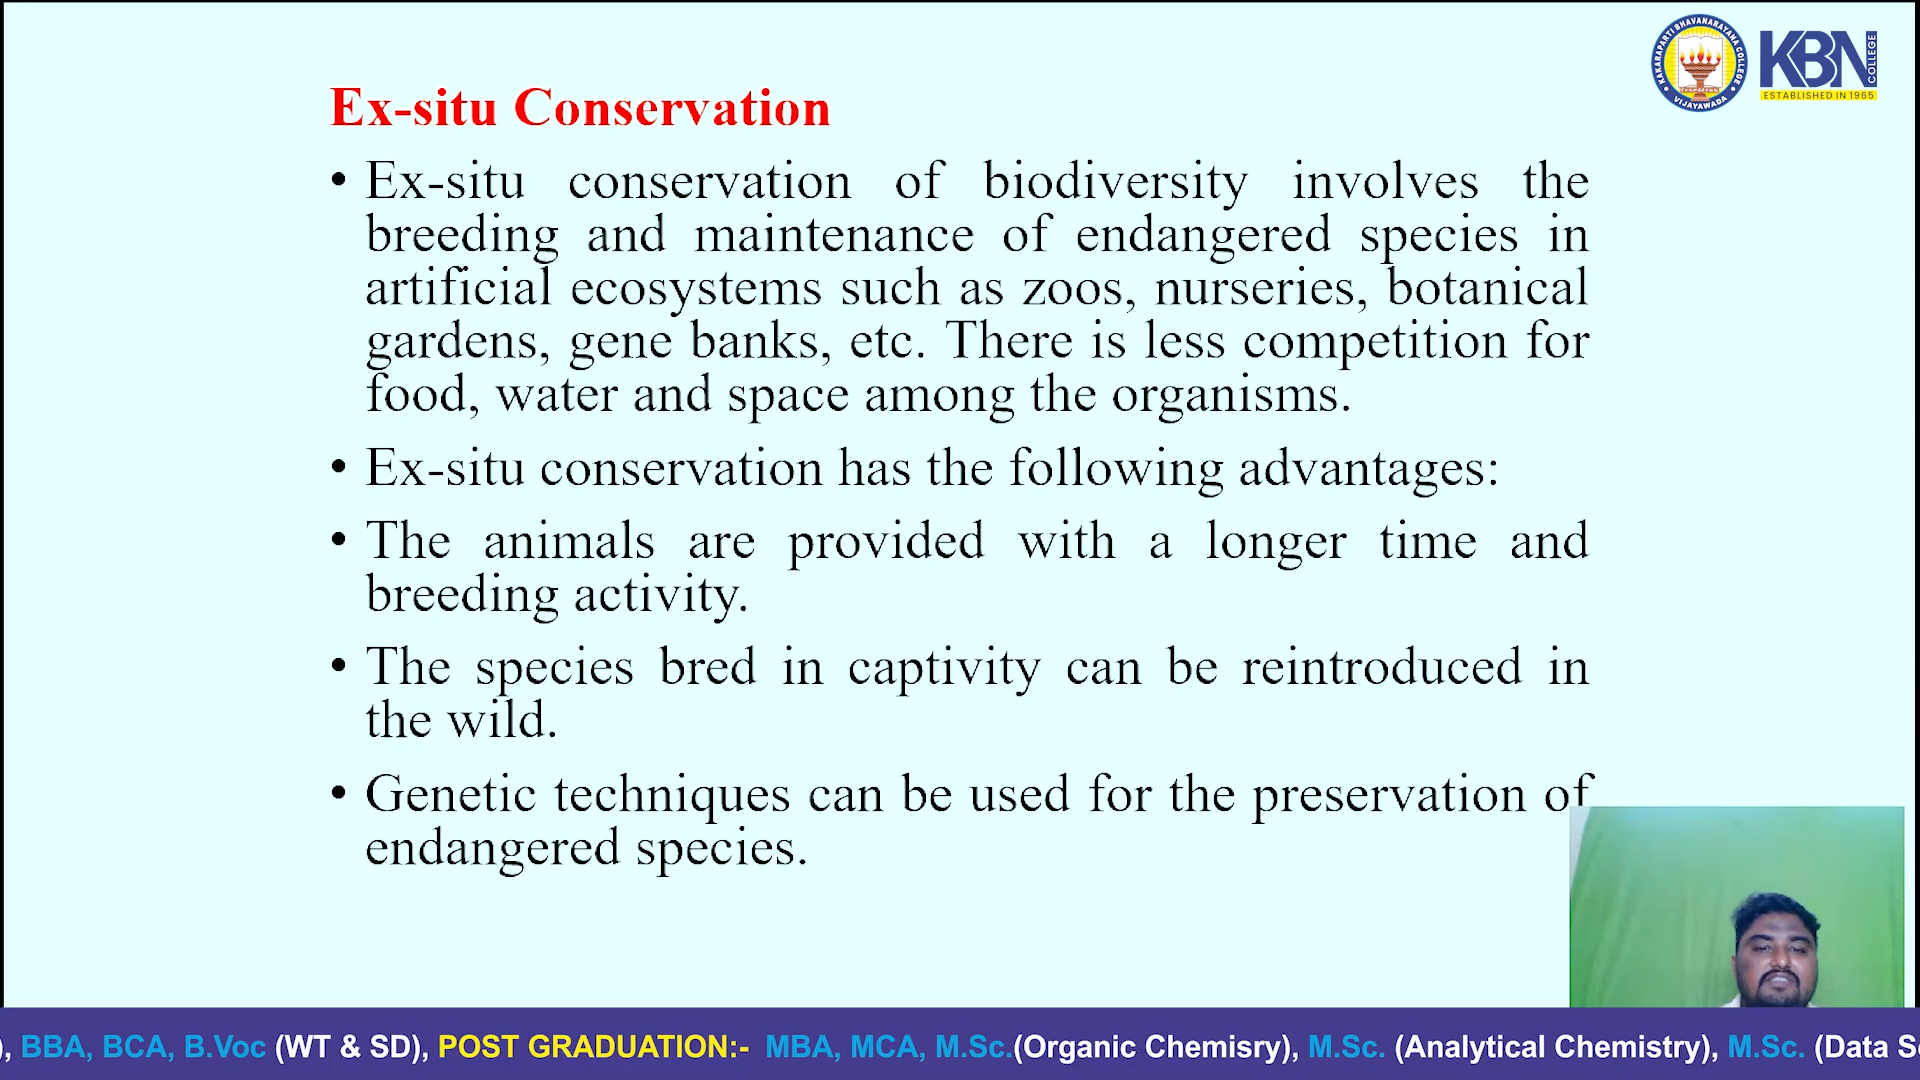 KAKARAPARTI BHAVANARAYANA COLLEGE
VIJAYAWADA
KBN
COLLEGE
ESTABLISHED IN 1965
Ex-situ Conservation
• Ex-situ conservation of biodiversity involves the
breeding and maintenance of endangered species in
artificial ecosystems such as zoos, nurseries, botanical
gardens, gene banks, etc. There is less competition for
food, water and space among the organisms.
• Ex-situ conservation has the following advantages:
• The animals are provided with a longer time and
breeding activity.
• The species bred in captivity can be reintroduced in
the wild.
• Genetic techniques can be used for the preservation of
endangered species.
), BBA, BCA, B.Voc (WT & SD), POST GRADUATION:- MBA, MCA, M.Sc.(Organic Chemisry), M.Sc. (Analytical Chemistry), M.Sc. (Data S